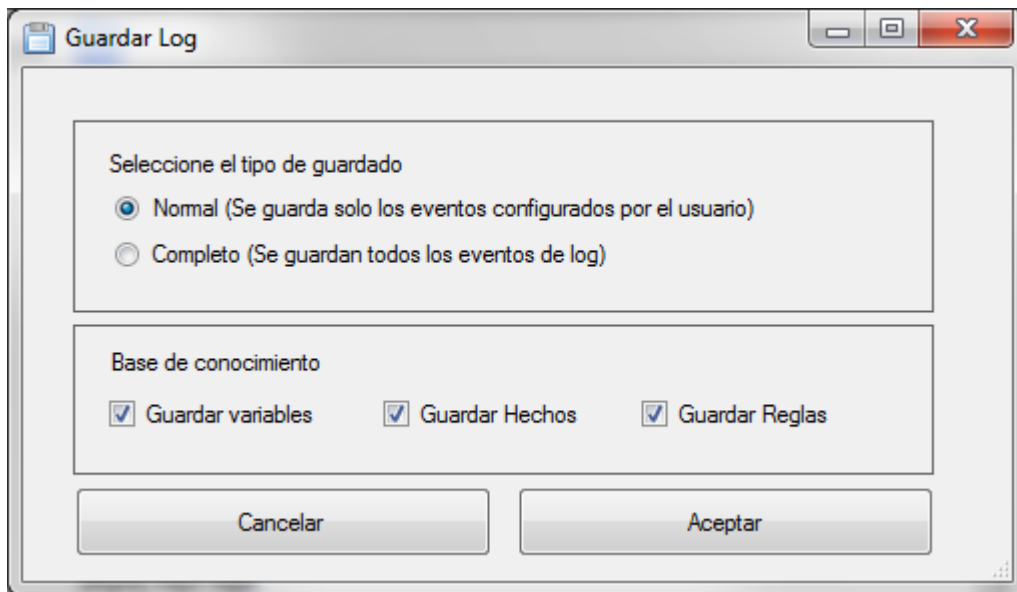 Guardar Log
Seleccione el tipo de guardado
Normal (Se guarda solo los eventos configurados por el usuario)
Completo (Se guardan todos los eventos de log)
Base de conocimiento
Guardar variables Guardar Hechos Guardar Reglas
Cancelar Aceptar